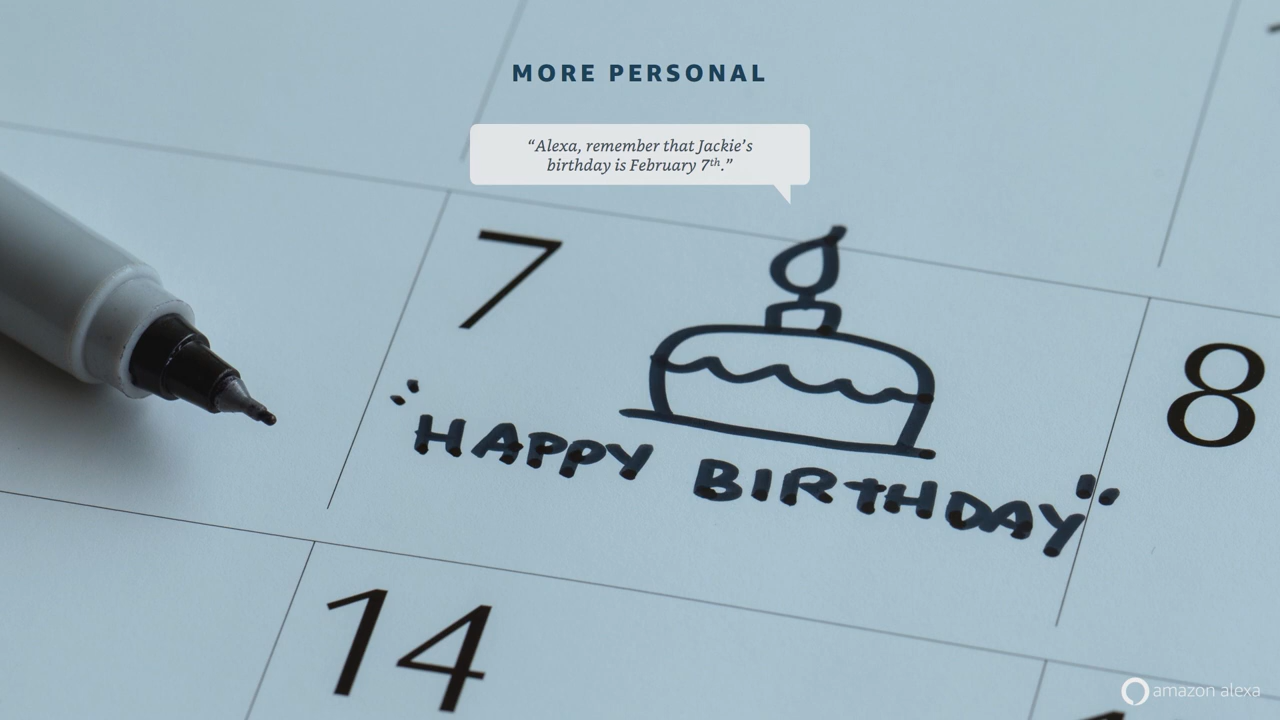 MORE PERSONAL
“Alexa, remember that Jackie’s
birthday is February 7th.”
7
8
"HAPPY BIRTHDAY"
14
amazon alexa